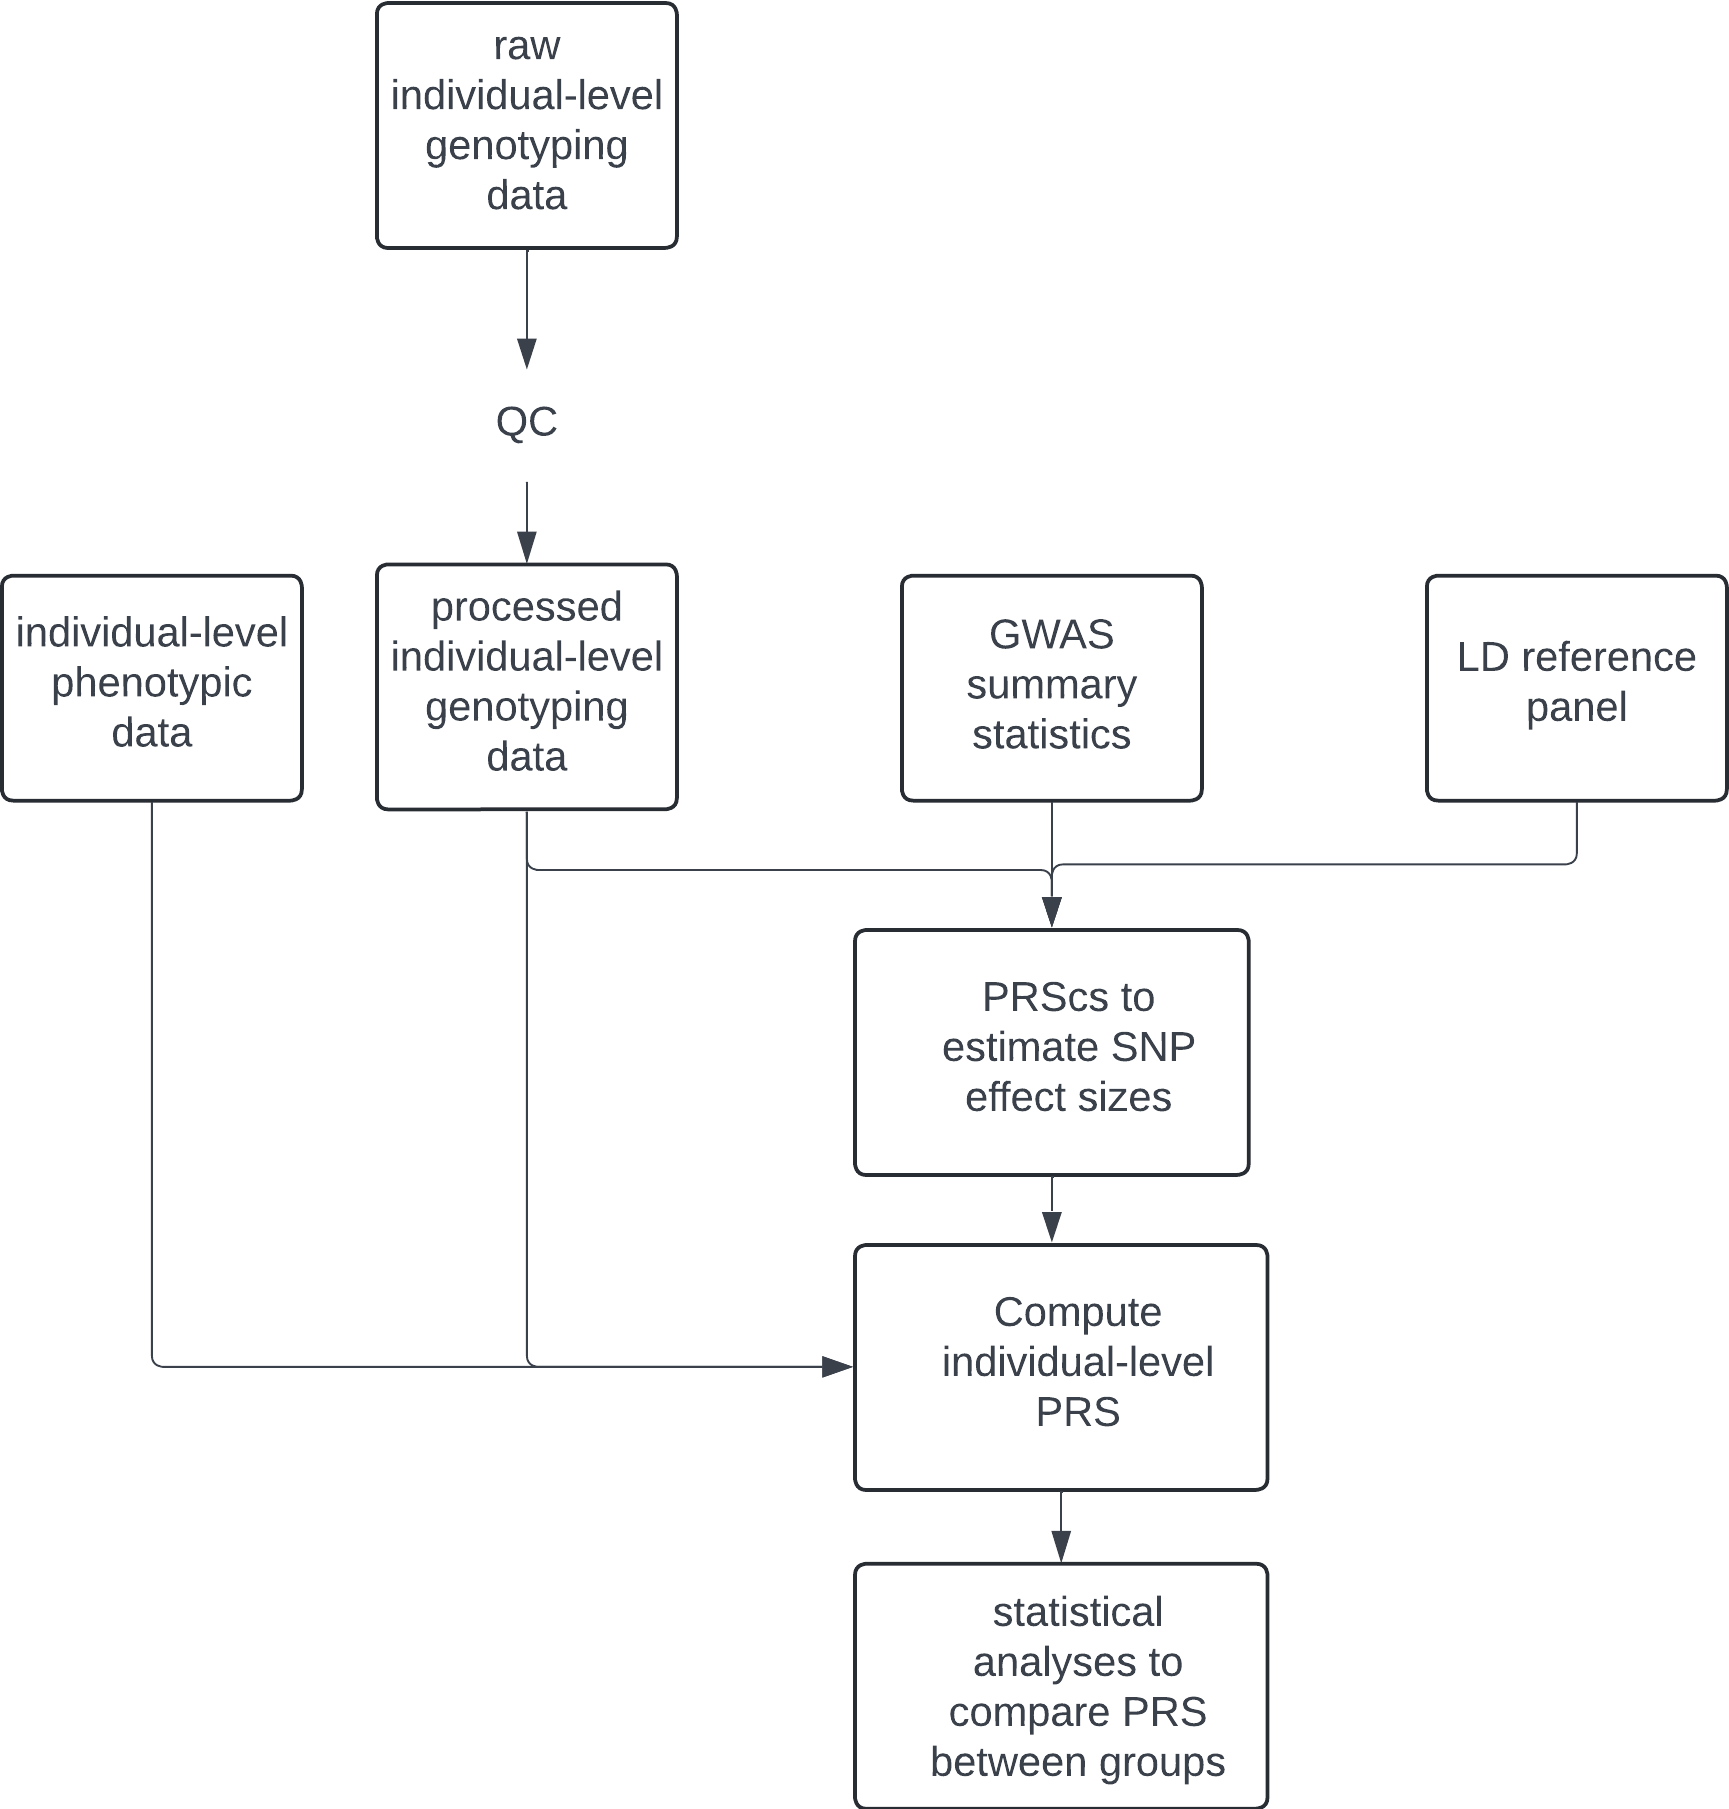 raw
individual-level
genotyping
data
QC
individual-level
phenotypic
data
processed
individual-level
genotyping
data
GWAS
summary
statistics
LD reference
panel
PRScs to
estimate SNP
effect sizes
Compute
individual-level
PRS
statistical
analyses to
compare PRS
between groups